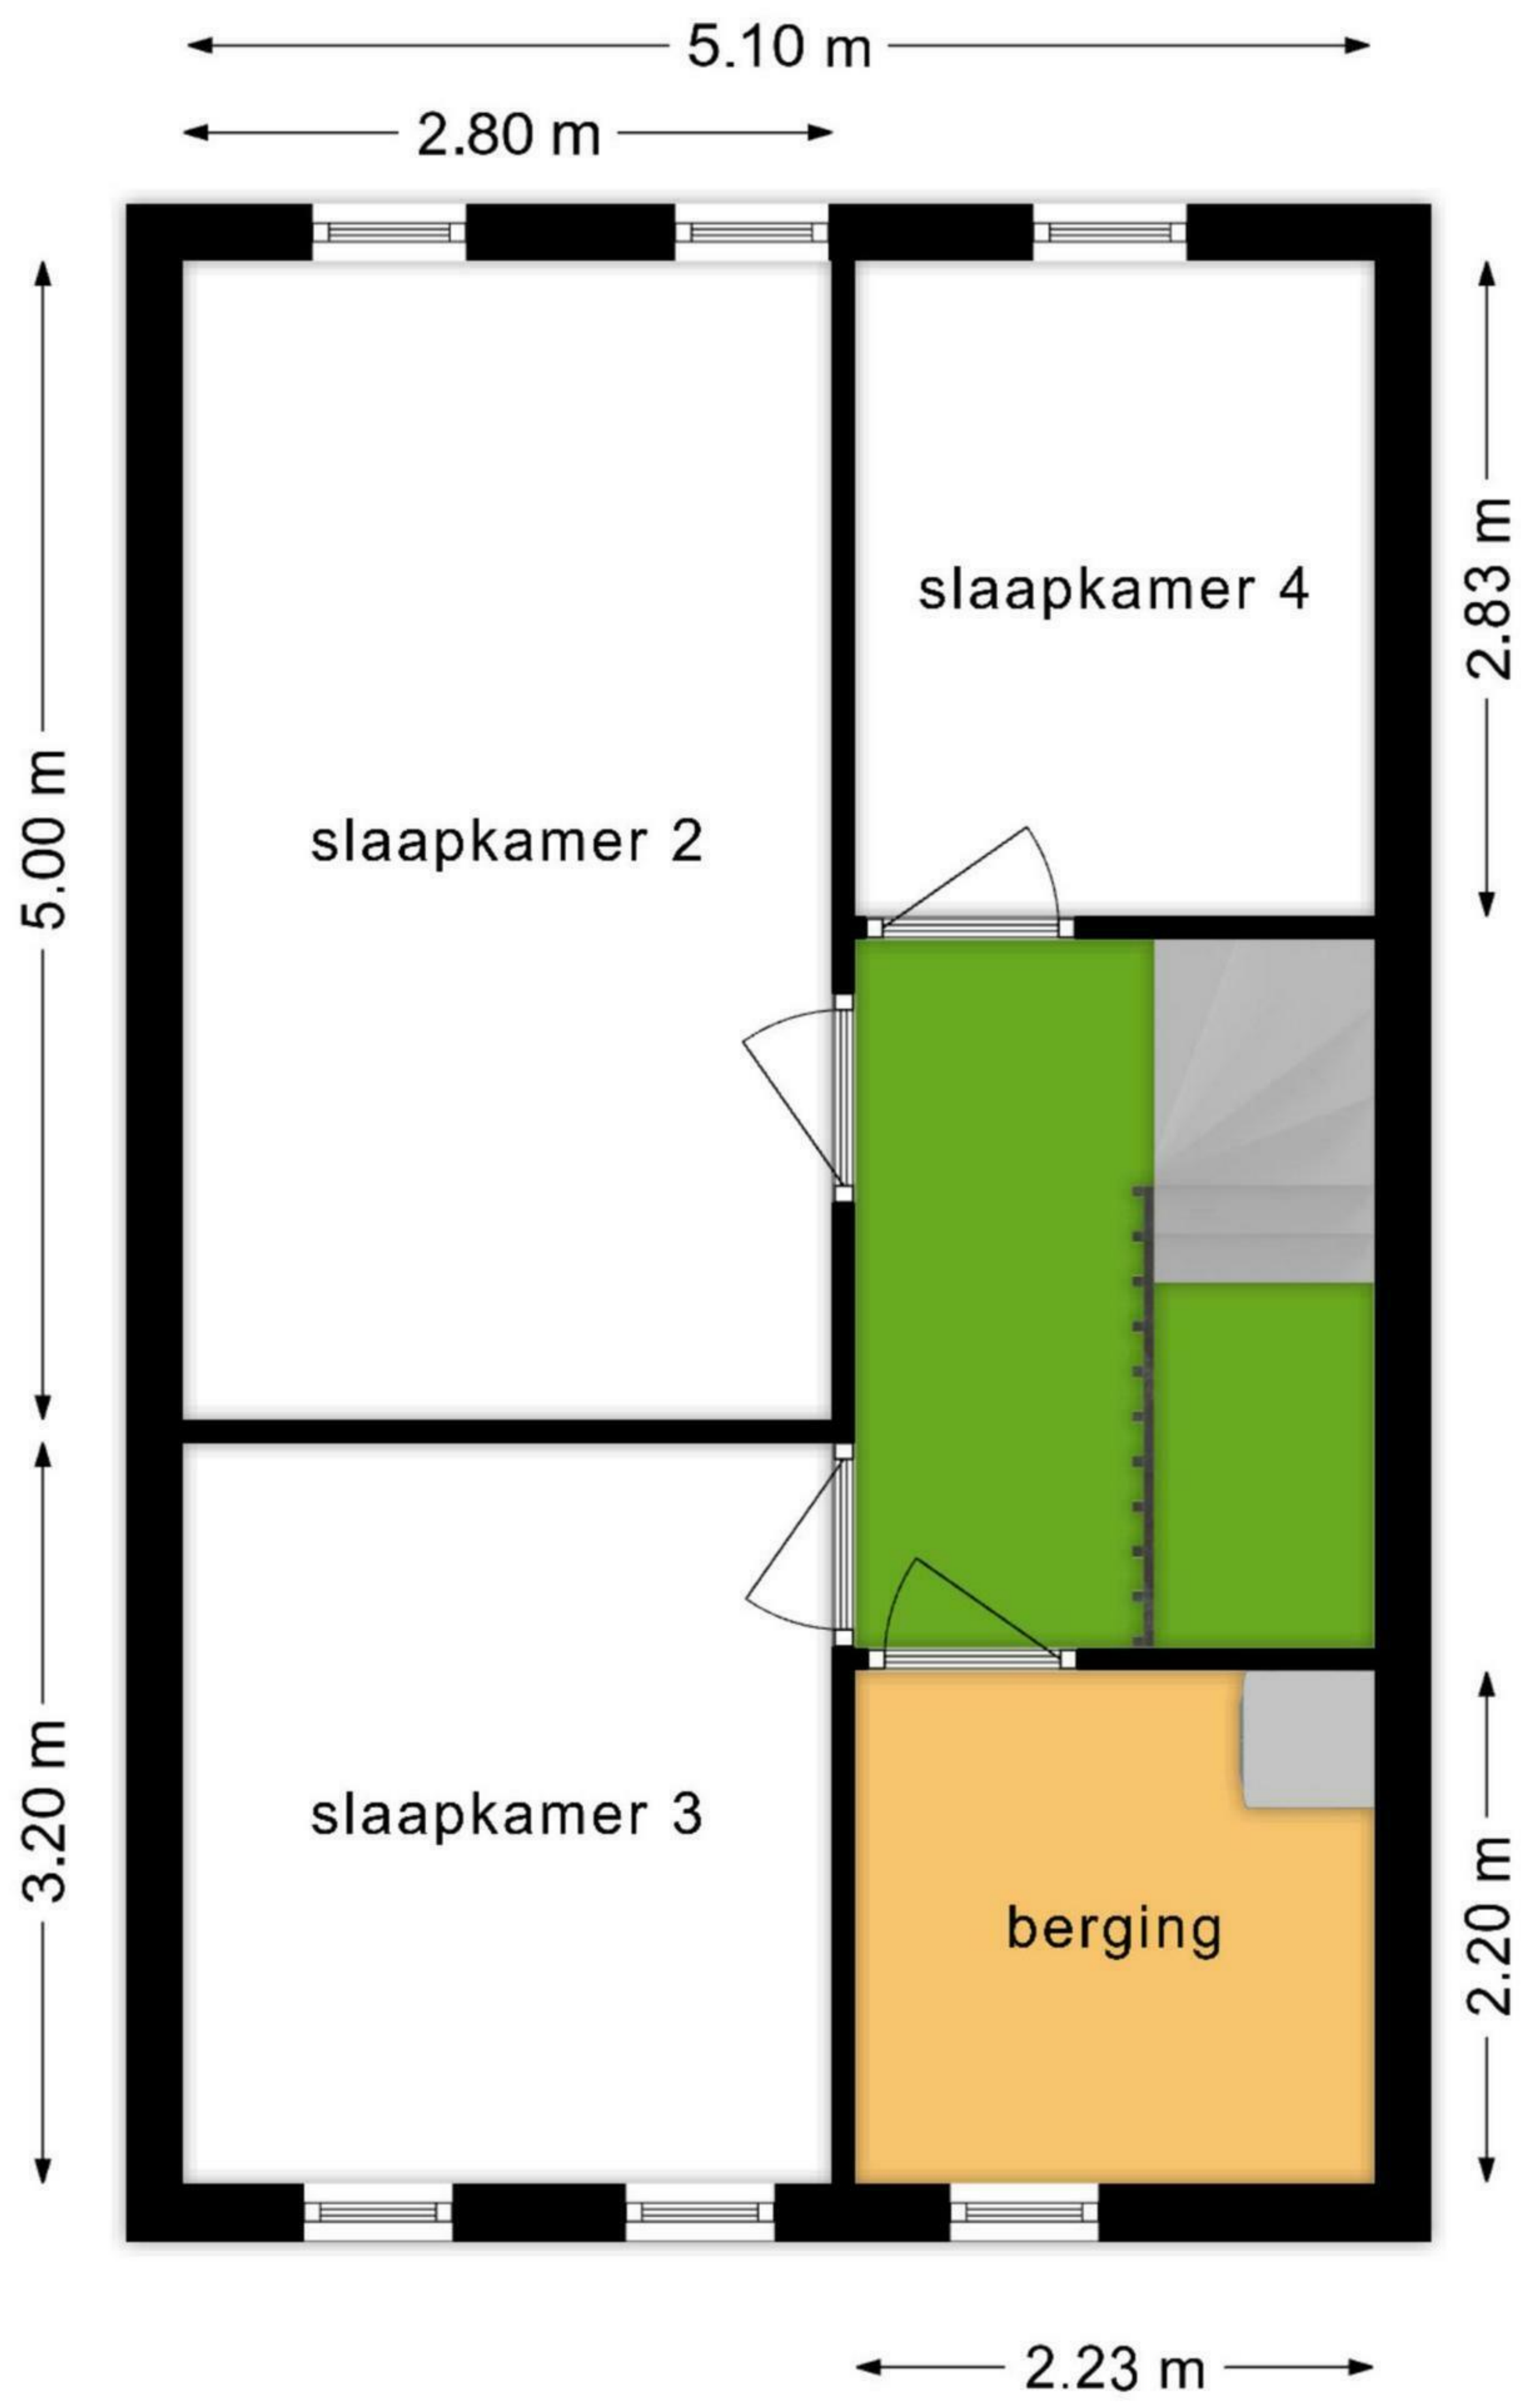 5.10 m
2.80 m
slaapkamer 4
2.83 m
slaapkamer 2
5.00 m
slaapkamer 3
3.20 m
berging
2.20 m
2.23 m